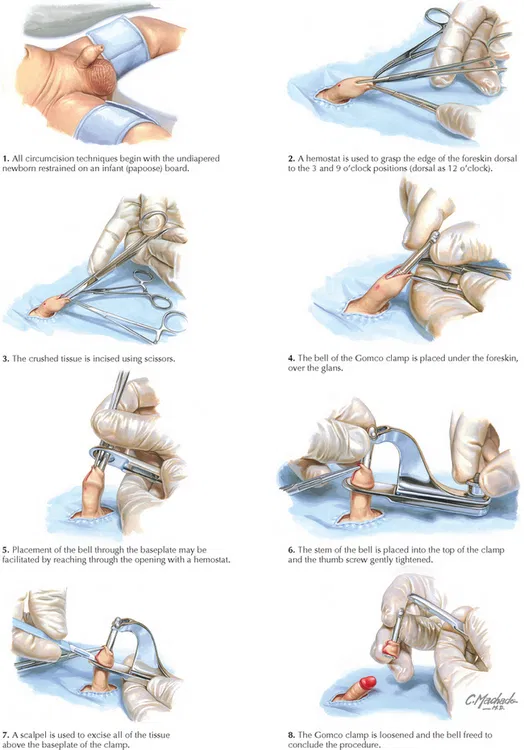 1. All circumcision techniques begin with the undiapered
newborn restrained on an infant (papoose) board.
2. A hemostat is used to grasp the edge of the foreskin dorsal
to the 3 and 9 o’clock positions (dorsal as 12 o’clock).
3. The crushed tissue is incised using scissors.
4. The bell of the Gomco clamp is placed under the foreskin,
over the glans.
5. Placement of the bell through the baseplate may be
facilitated by reaching through the opening with a hemostat.
6. The stem of the bell is placed into the top of the clamp
and the thumb screw gently tightened.
7. A scalpel is used to excise all of the tissue
above the baseplate of the clamp.
C. Machado
M.D.
8. The Gomco clamp is loosened and the bell freed to
conclude the procedure.